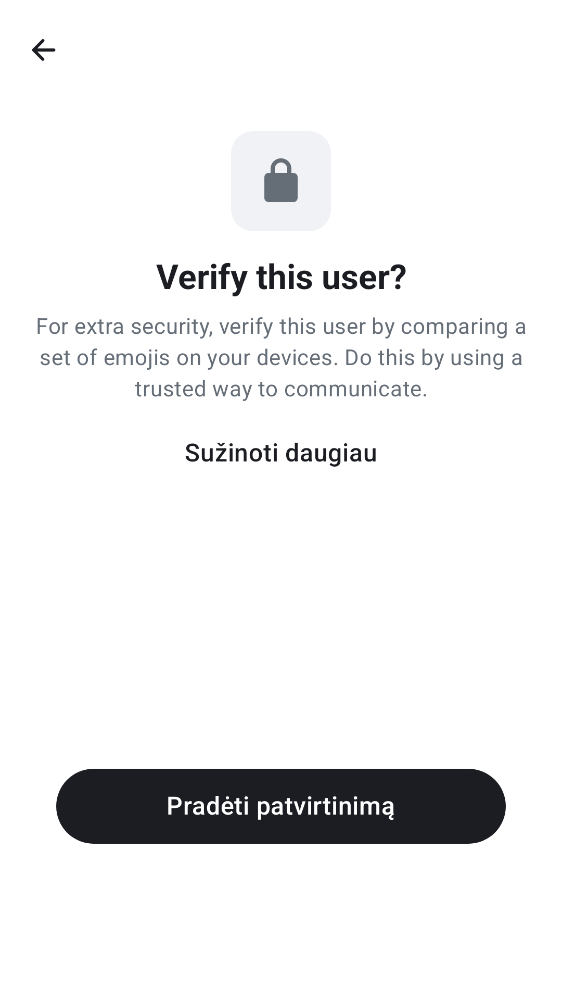 Verify this user?
For extra security, verify this user by comparing a
set of emojis on your devices. Do this by using a
trusted way to communicate.
Sužinoti daugiau
Pradėti patvirtinimą